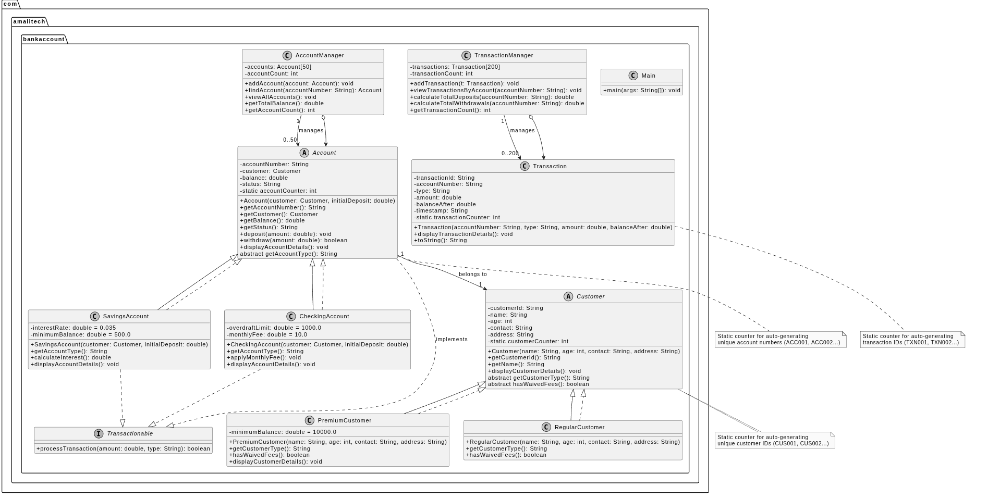 com
amalitech
bankaccount
C AccountManager
-accounts: Account[50]
-accountCount: int
+addAccount(account: Account): void
+findAccount(accountNumber: String): Account
+viewAllAccounts(): void
+getTotalBalance(): double
+getAccountCount(): int
C TransactionManager
-transactions: Transaction[200]
-transactionCount: int
+addTransaction(t: Transaction): void
+viewTransactionsByAccount(accountNumber: String): void
+calculateTotalDeposits(accountNumber: String): double
+calculateTotalWithdrawals(accountNumber: String): double
+getTransactionCount(): int
C Main
+main(args: String[]): void
1
manages
0..50
1
manages
0..200
A Account
-accountNumber: String
-customer: Customer
-balance: double
-status: String
-static accountCounter: int
+Account(customer: Customer, initialDeposit: double)
+getAccountNumber(): String
+getCustomer(): Customer
+getBalance(): double
+getStatus(): String
+deposit(amount: double): void
+withdraw(amount: double): boolean
+displayAccountDetails(): void
abstract getAccountType(): String
C Transaction
-transactionId: String
-accountNumber: String
-type: String
-amount: double
-balanceAfter: double
-timestamp: String
-static transactionCounter: int
+Transaction(accountNumber: String, type: String, amount: double, balanceAfter: double)
+displayTransactionDetails(): void
+toString(): String
1
belongs to
1
C SavingsAccount
-interestRate: double = 0.035
-minimumBalance: double = 500.0
+SavingsAccount(customer: Customer, initialDeposit: double)
+getAccountType(): String
+calculateInterest(): double
+displayAccountDetails(): void
C CheckingAccount
-overdraftLimit: double = 1000.0
-monthlyFee: double = 10.0
+CheckingAccount(customer: Customer, initialDeposit: double)
+getAccountType(): String
+applyMonthlyFee(): void
+displayAccountDetails(): void
implements
A Customer
-customerId: String
-name: String
-age: int
-contact: String
-address: String
-static customerCounter: int
+Customer(name: String, age: int, contact: String, address: String)
+getCustomerId(): String
+getName(): String
+displayCustomerDetails(): void
abstract getCustomerType(): String
abstract hasWaivedFees(): boolean
Static counter for auto-generating
unique account numbers (ACC001, ACC002...)
Static counter for auto-generating
transaction IDs (TXN001, TXN002...)
I Transactionable
+processTransaction(amount: double, type: String): boolean
C PremiumCustomer
-minimumBalance: double = 10000.0
+PremiumCustomer(name: String, age: int, contact: String, address: String)
+getCustomerType(): String
+hasWaivedFees(): boolean
+displayCustomerDetails(): void
C RegularCustomer
+RegularCustomer(name: String, age: int, contact: String, address: String)
+getCustomerType(): String
+hasWaivedFees(): boolean
Static counter for auto-generating
unique customer IDs (CUS001, CUS002...)